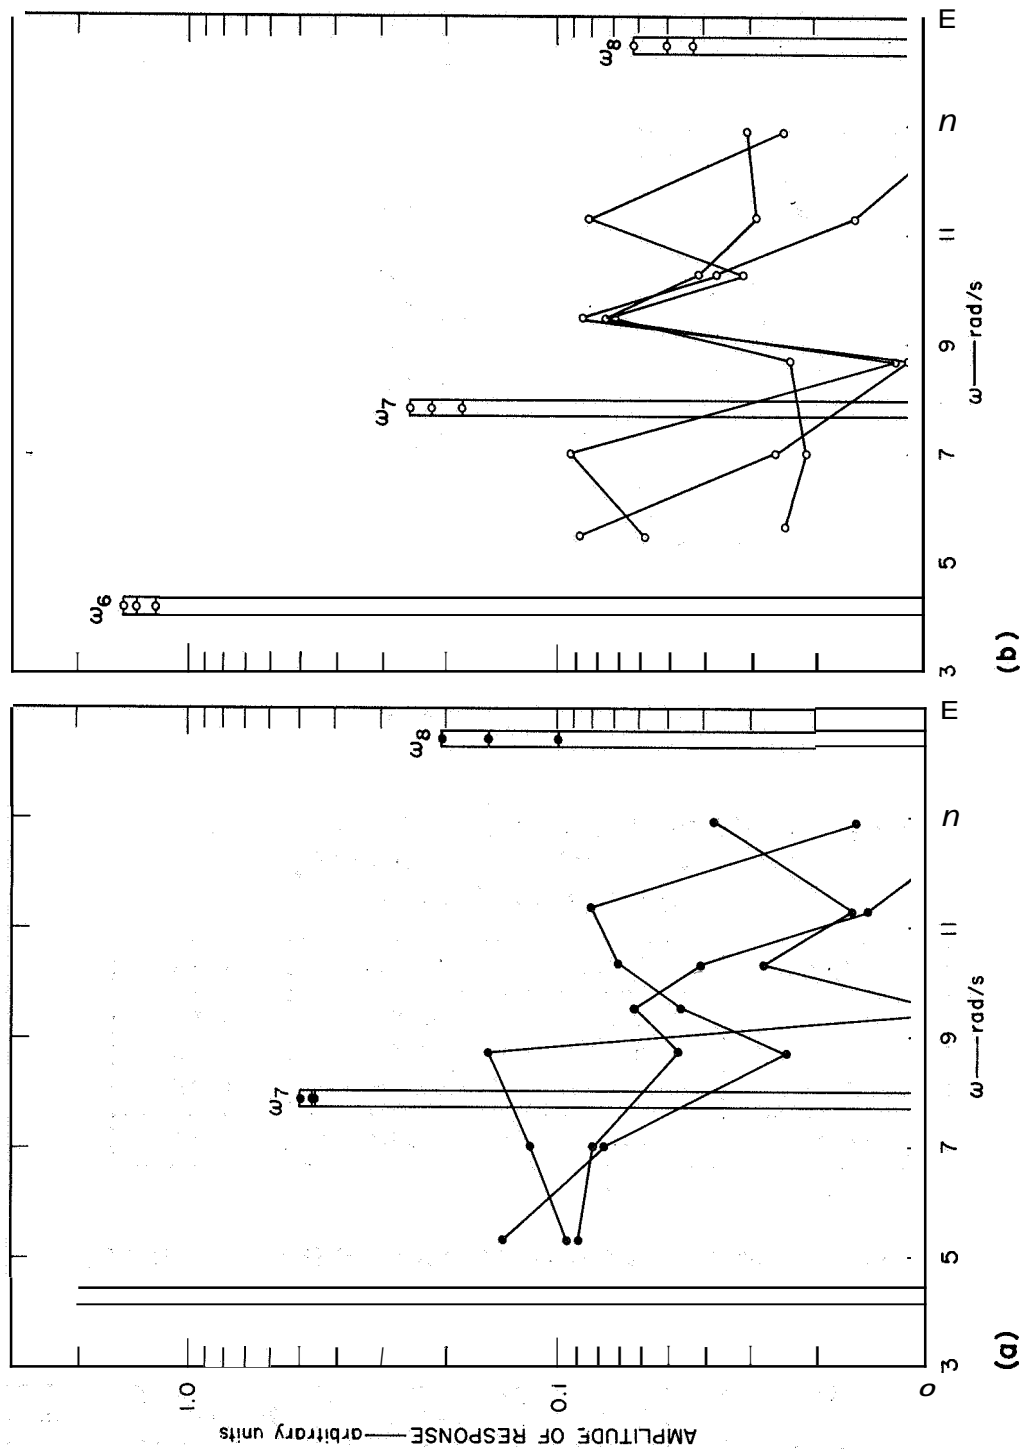 AMPLITUDE OF RESPONSE—arbitrary units
1.0
0.1
0
ω7
ω8
3 5 7 9 11 n E
ω—rad/s
(a)
ω6
ω7
ω8
3 5 7 9 11 n E
ω—rad/s
(b)